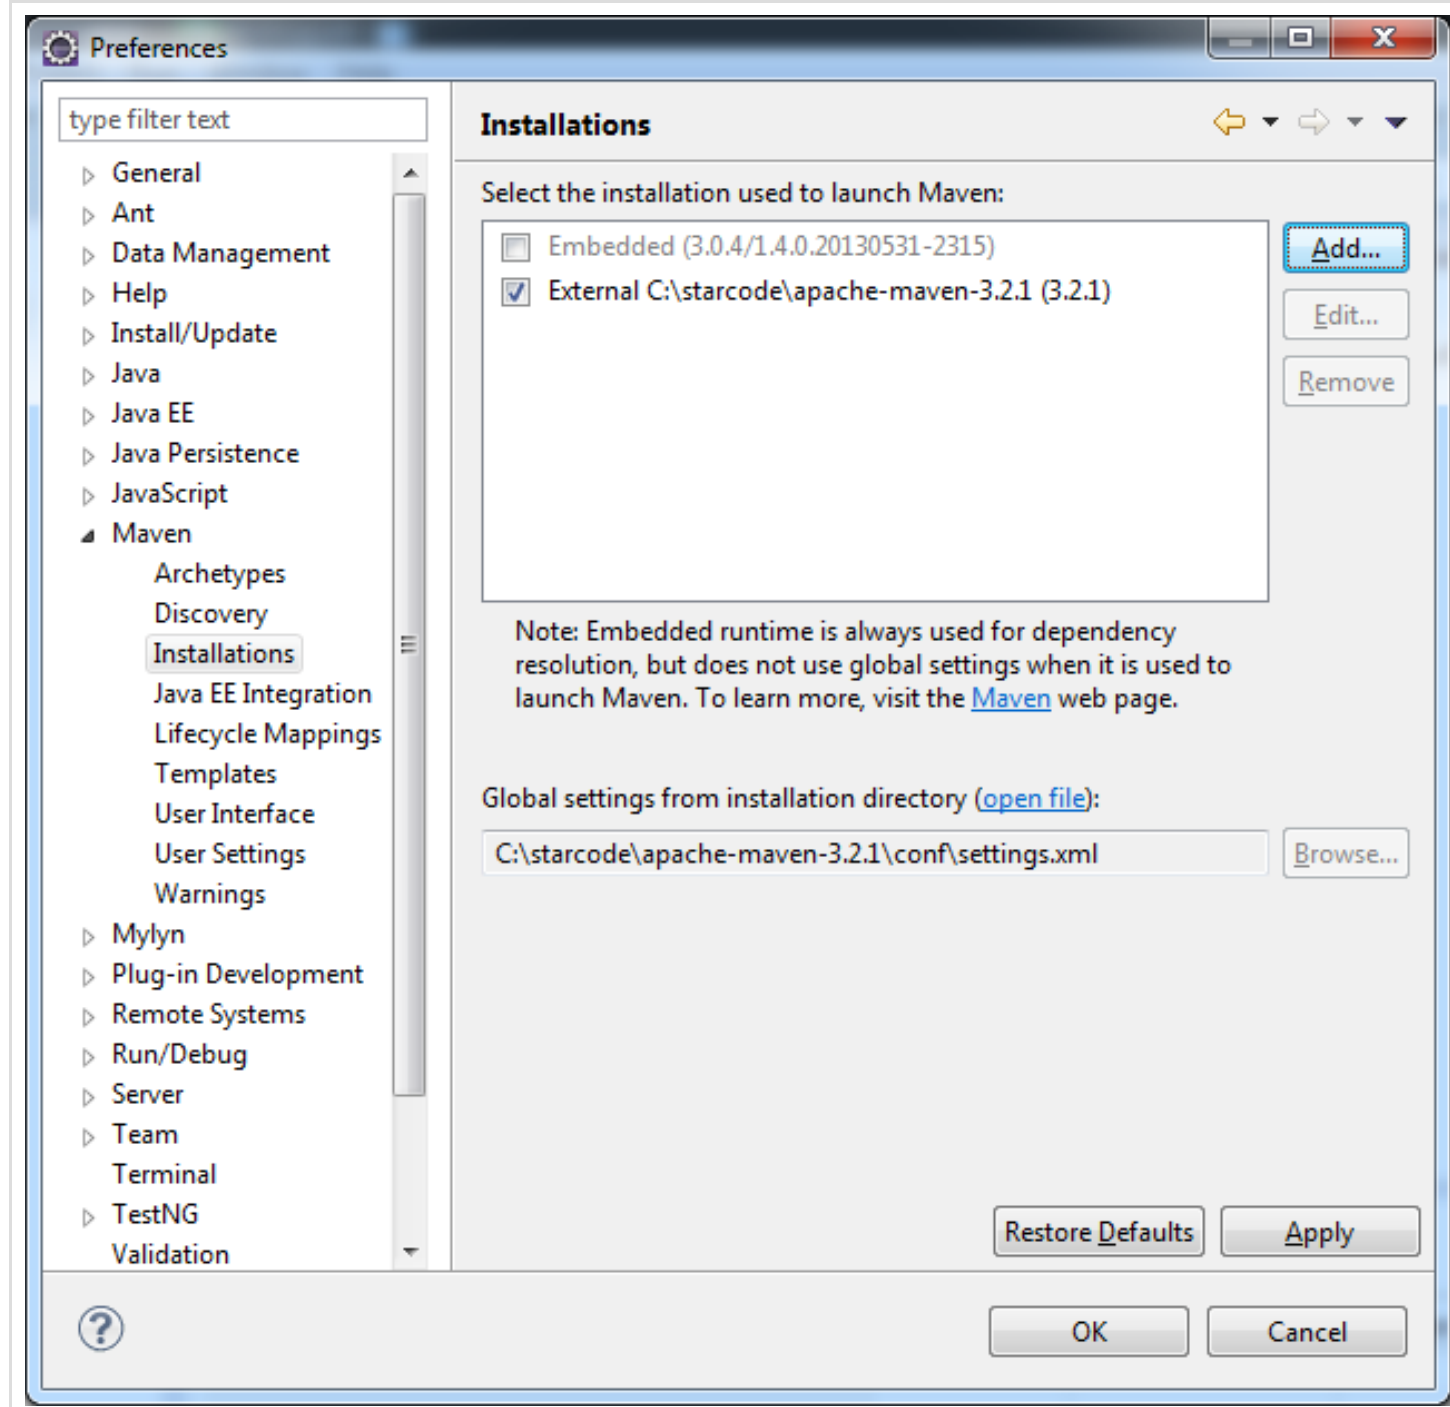 Preferences
type filter text
General
Ant
Data Management
Help
Install/Update
Java
Java EE
Java Persistence
JavaScript
Maven
Archetypes
Discovery
Installations
Java EE Integration
Lifecycle Mappings
Templates
User Interface
User Settings
Warnings
Mylyn
Plug-in Development
Remote Systems
Run/Debug
Server
Team
Terminal
TestNG
Validation
Installations
Select the installation used to launch Maven:
Embedded (3.0.4/1.4.0.20130531-2315)
External C:\starcode\apache-maven-3.2.1 (3.2.1)
Add...
Edit...
Remove
Note: Embedded runtime is always used for dependency
resolution, but does not use global settings when it is used to
launch Maven. To learn more, visit the Maven web page.
Global settings from installation directory (open file):
C:\starcode\apache-maven-3.2.1\conf\settings.xml
Browse...
Restore Defaults
Apply
OK
Cancel